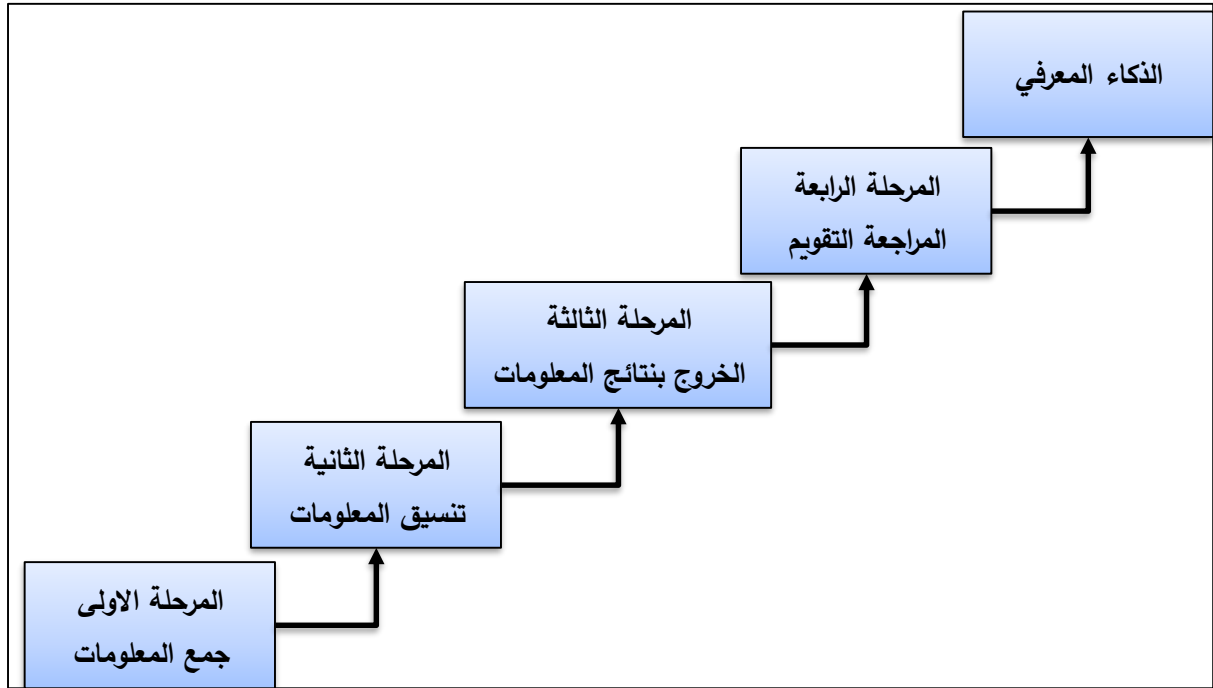 الذكاء المعرفي
المرحلة الرابعة
المراجعة التقويم
المرحلة الثالثة
الخروج بنتائج المعلومات
المرحلة الثانية
تنسيق المعلومات
المرحلة الاولى
جمع المعلومات